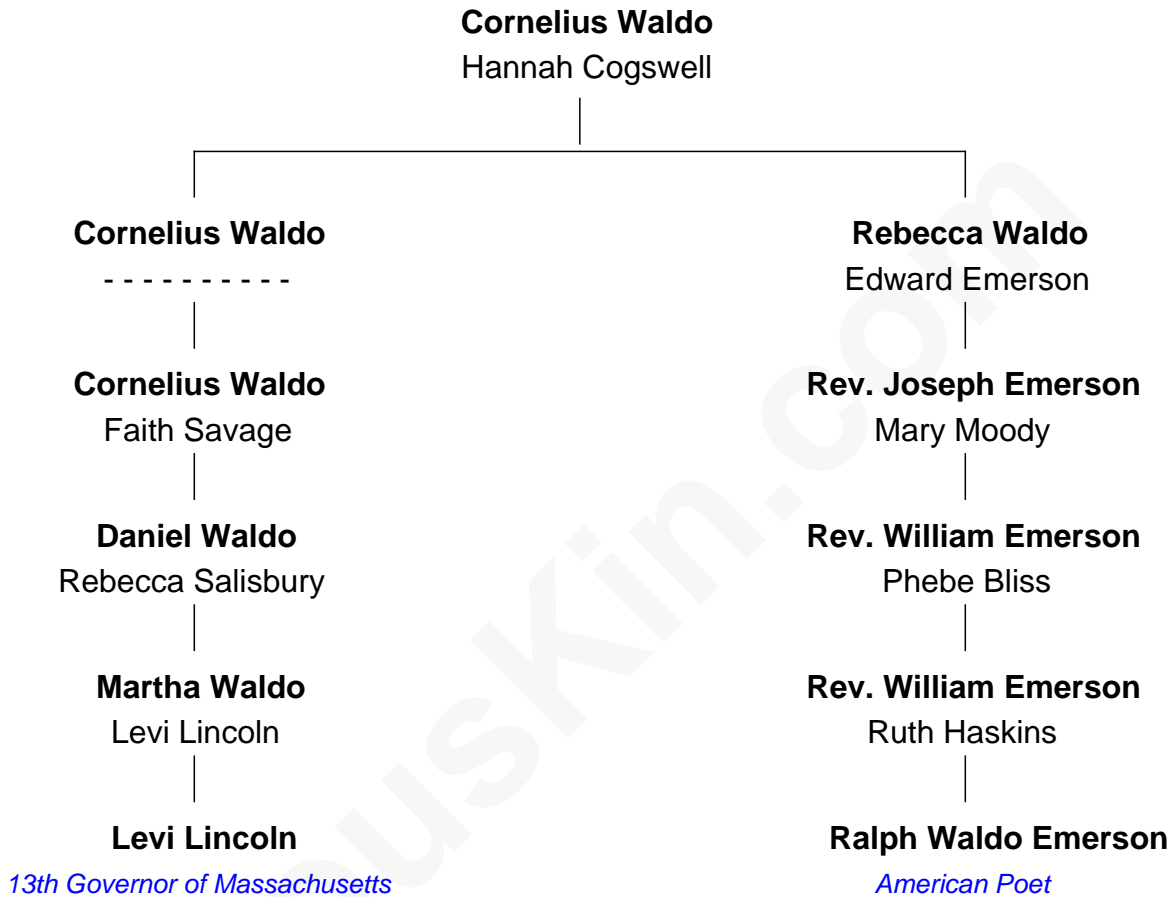 Cornelius Waldo
Hannah Cogswell
Cornelius Waldo
- - - - - - - - - -
Cornelius Waldo
Faith Savage
Daniel Waldo
Rebecca Salisbury
Martha Waldo
Levi Lincoln
Levi Lincoln
13th Governor of Massachusetts
Rebecca Waldo
Edward Emerson
Rev. Joseph Emerson
Mary Moody
Rev. William Emerson
Phebe Bliss
Rev. William Emerson
Ruth Haskins
Ralph Waldo Emerson
American Poet
usKin.com